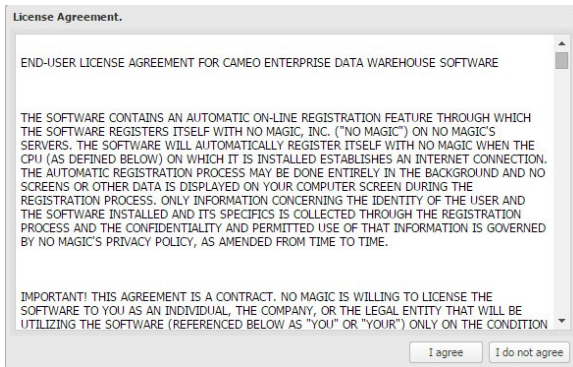 License Agreement.
END-USER LICENSE AGREEMENT FOR CAMEO ENTERPRISE DATA WAREHOUSE SOFTWARE
THE SOFTWARE CONTAINS AN AUTOMATIC ON-LINE REGISTRATION FEATURE THROUGH WHICH
THE SOFTWARE REGISTERS ITSELF WITH NO MAGIC, INC. ("NO MAGIC") ON NO MAGIC'S
SERVERS. THE SOFTWARE WILL AUTOMATICALLY REGISTER ITSELF WITH NO MAGIC WHEN THE
CPU (AS DEFINED BELOW) ON WHICH IT IS INSTALLED ESTABLISHES AN INTERNET CONNECTION.
THE AUTOMATIC REGISTRATION PROCESS MAY BE DONE ENTIRELY IN THE BACKGROUND AND NO
SCREENS OR OTHER DATA IS DISPLAYED ON YOUR COMPUTER SCREEN DURING THE
REGISTRATION PROCESS. ONLY INFORMATION CONCERNING THE IDENTITY OF THE USER AND
THE SOFTWARE INSTALLED AND ITS SPECIFICS IS COLLECTED THROUGH THE REGISTRATION
PROCESS AND THE CONFIDENTIALITY AND PERMITTED USE OF THAT INFORMATION IS GOVERNED
BY NO MAGIC'S PRIVACY POLICY, AS AMENDED FROM TIME TO TIME.
IMPORTANT! THIS AGREEMENT IS A CONTRACT. NO MAGIC IS WILLING TO LICENSE THE
SOFTWARE TO YOU AS AN INDIVIDUAL, THE COMPANY, OR THE LEGAL ENTITY THAT WILL BE
UTILIZING THE SOFTWARE (REFERENCED BELOW AS "YOU" OR "YOUR") ONLY ON THE CONDITION
I agree I do not agree